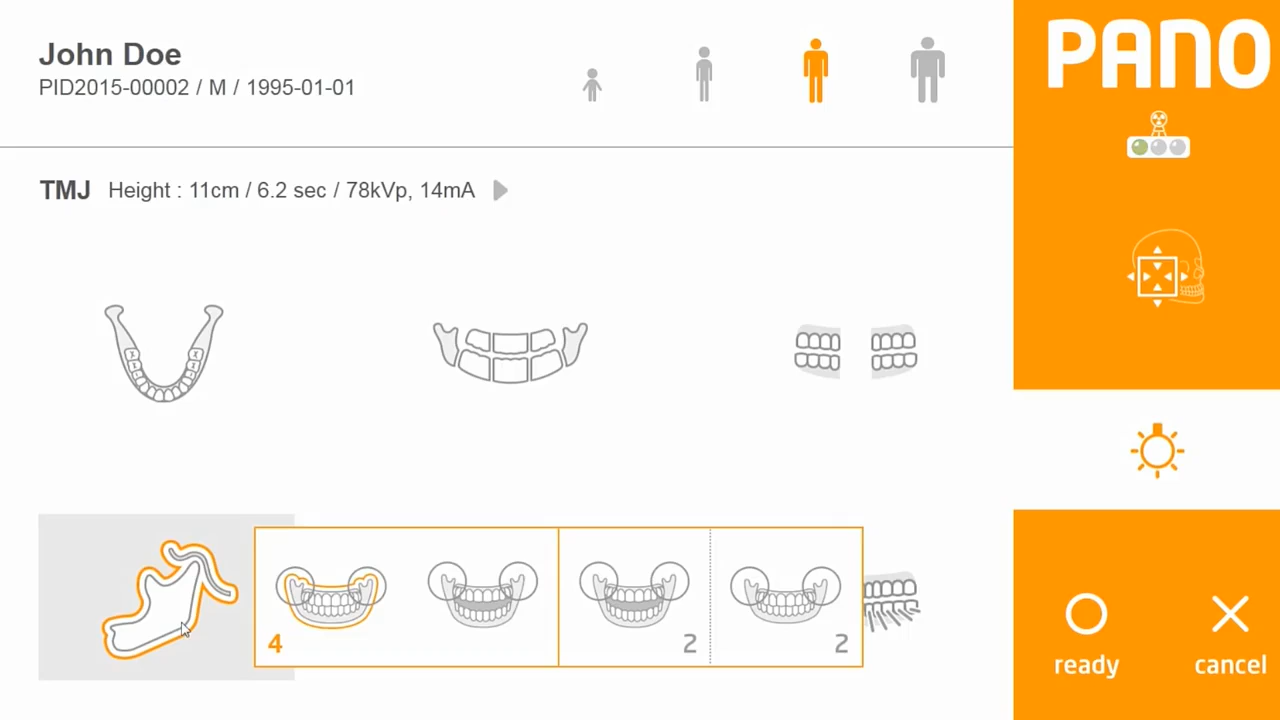 John Doe
PID2015-00002 / M / 1995-01-01
PANO
TMJ Height : 11cm / 6.2 sec / 78kVp, 14mA
4
2
2
ready
cancel